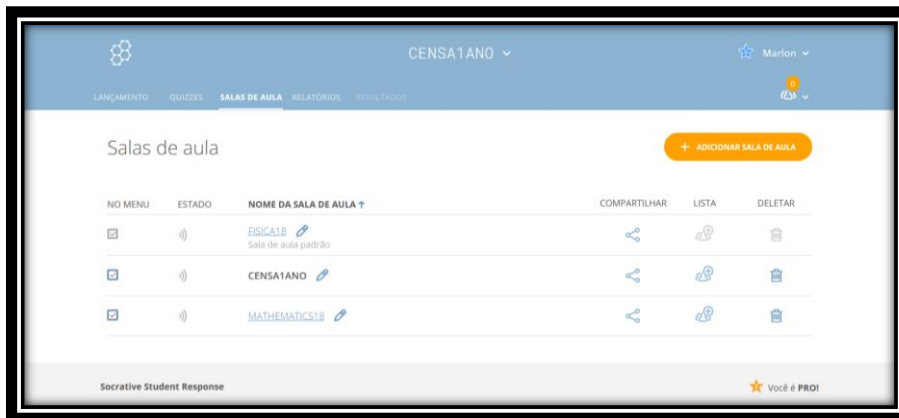 CENSA1ANO
Marlon
0
LANÇAMENTO QUIZZES SALAS DE AULA RELATÓRIOS RESULTADOS
Salas de aula
+ ADICIONAR SALA DE AULA
NO MENU ESTADO NOME DA SALA DE AULA ↑ COMPARTILHAR LISTA DELETAR
FISICA18
Sala de aula padrão
CENSA1ANO
MATHEMATICS18
Socrative Student Response Você é PRO!